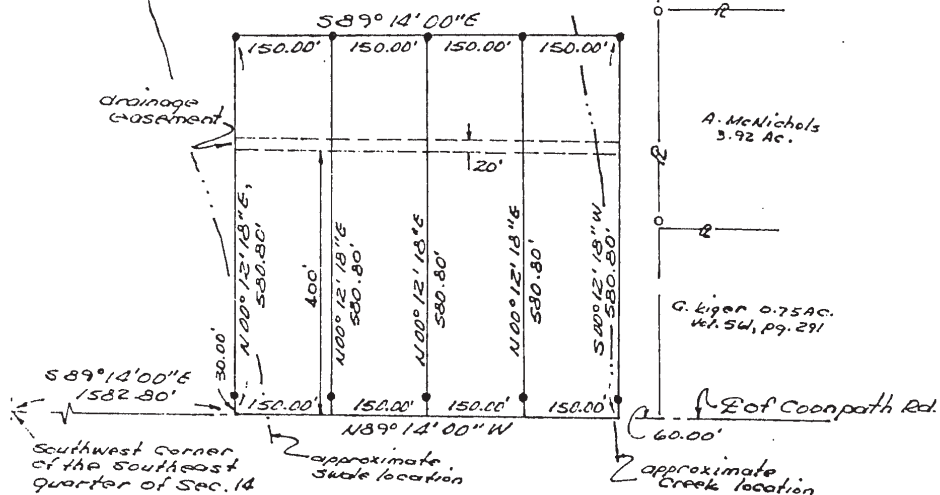 S89°14'00"E
150.00' 150.00' 150.00' 150.00'
drainage
easement
A. McNichols
3.92 Ac.
20'
N00°12'18"E,
580.80'
400'
N00°12'18"E
580.80'
N00°12'18"E
580.80'
N00°12'18"E
580.80'
S00°12'18"W
580.80'
G. Kiger 0.75 Ac.
Vol. 561, pg. 291
30.00'
S89°14'00"E
1582.80'
150.00' 150.00' 150.00' 150.00'
N89°14'00"W
℄ of Coonpath Rd.
60.00'
Southwest corner
of the southeast
quarter of Sec. 14
approximate
swale location
approximate
creek location